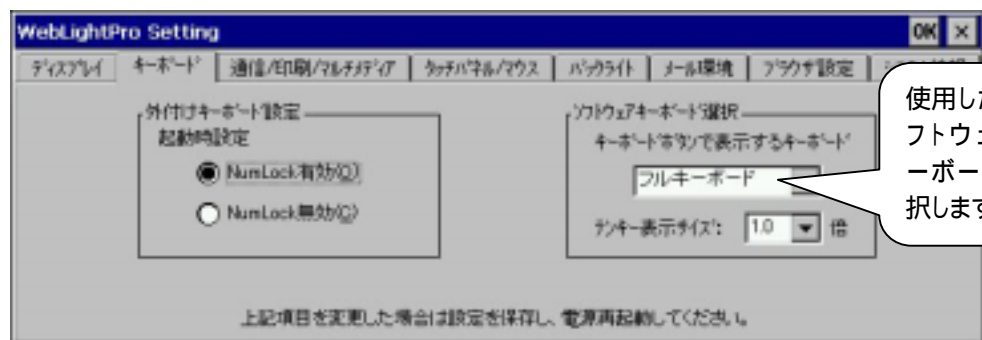 WebLightPro Setting OK ×
ﾃﾞｨｽﾌﾟﾚｲ ｷｰﾎﾞｰﾄﾞ 通信/印刷/ﾏﾙﾁﾒﾃﾞｨｱ ﾀｯﾁﾊﾟﾈﾙ/ﾏｳｽ ﾊﾞｯｸﾗｲﾄ ﾒｰﾙ環境 ﾌﾞﾗｳｻﾞ設定
外付けｷｰﾎﾞｰﾄﾞ設定
起動時設定
NumLock有効(Q)
NumLock無効(C)
ｿﾌﾄｳｪｱｷｰﾎﾞｰﾄﾞ選択
ｷｰﾎﾞｰﾄﾞﾎﾞﾀﾝで表示するｷｰﾎﾞｰﾄﾞ
フルキーボード
ﾃﾝｷｰ表示ｻｲｽﾞ: 1.0 倍
使用した
フトウェ
ーボー
択します
上記項目を変更した場合は設定を保存し、電源再起動してください。